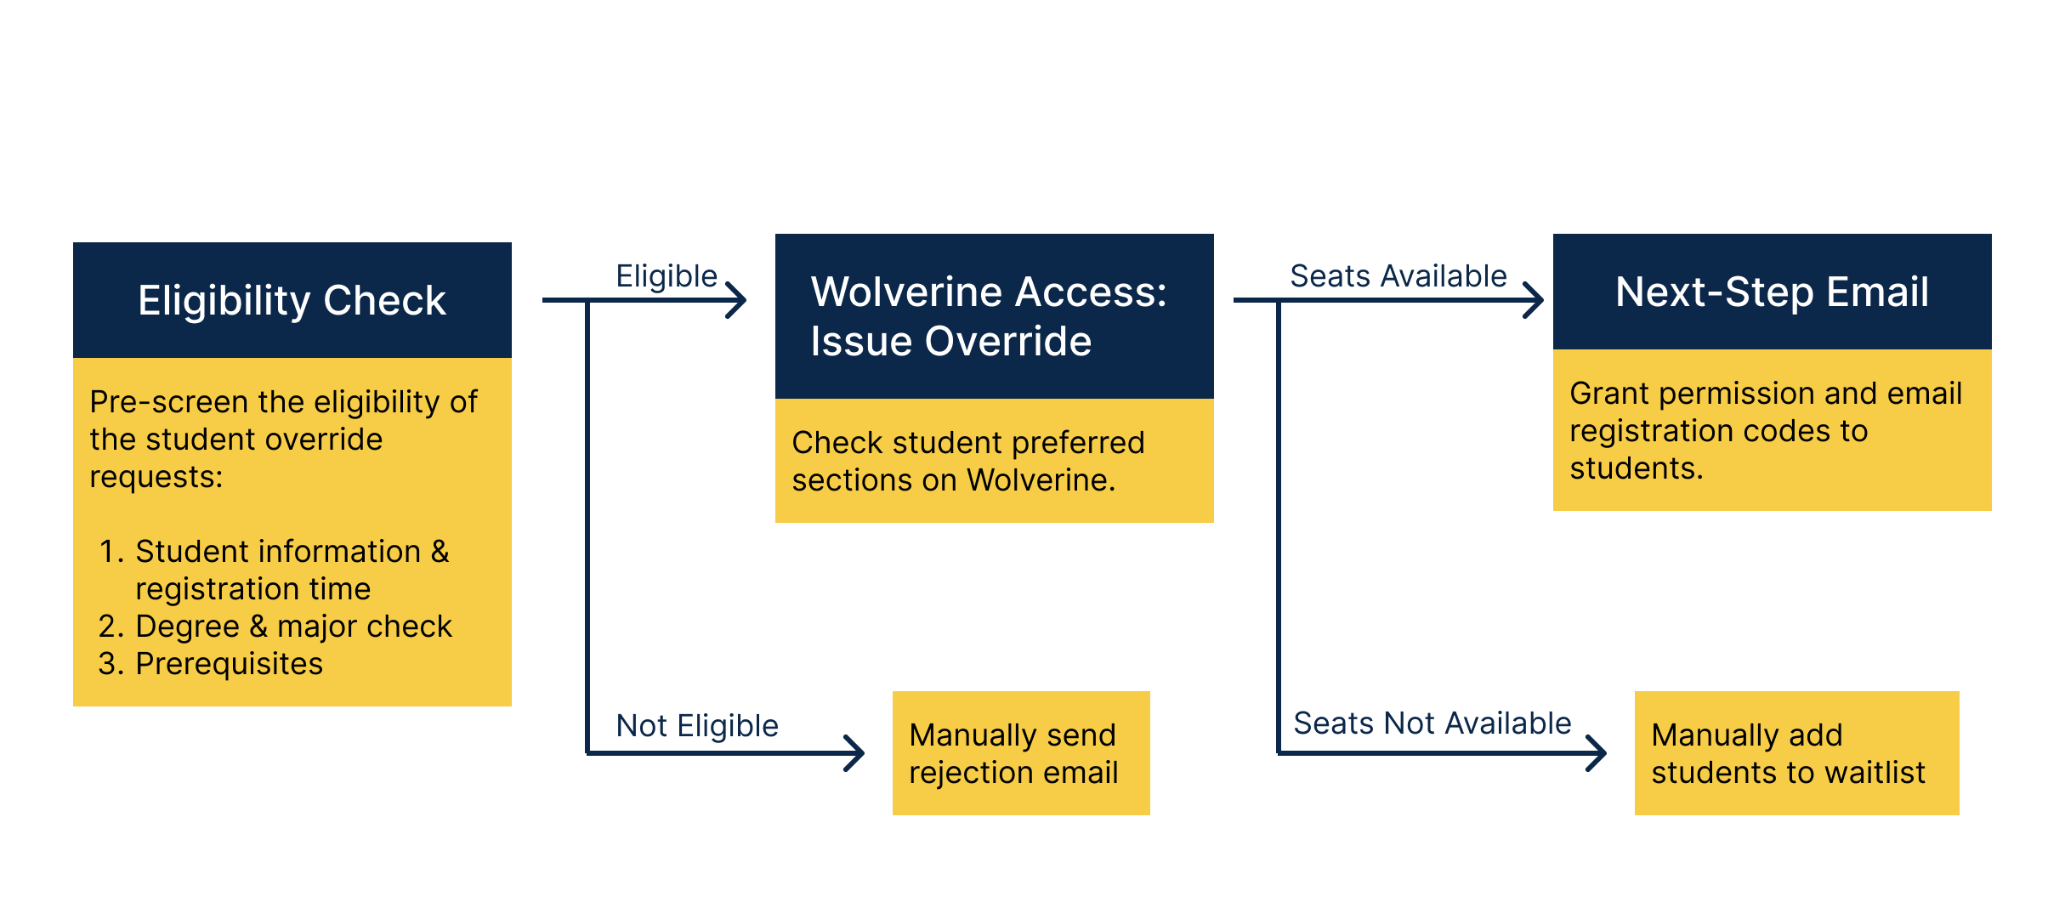 Eligibility Check
Pre-screen the eligibility of
the student override
requests:
1. Student information &
registration time
2. Degree & major check
3. Prerequisites
Eligible
Not Eligible
Wolverine Access:
Issue Override
Check student preferred
sections on Wolverine.
Manually send
rejection email
Seats Available
Seats Not Available
Next-Step Email
Grant permission and email
registration codes to
students.
Manually add
students to waitlist